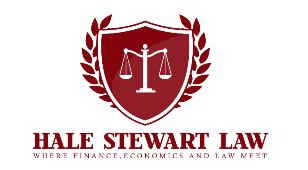 HALE STEWART LAW
WHERE FINANCE,ECONOMICS AND LAW MEET